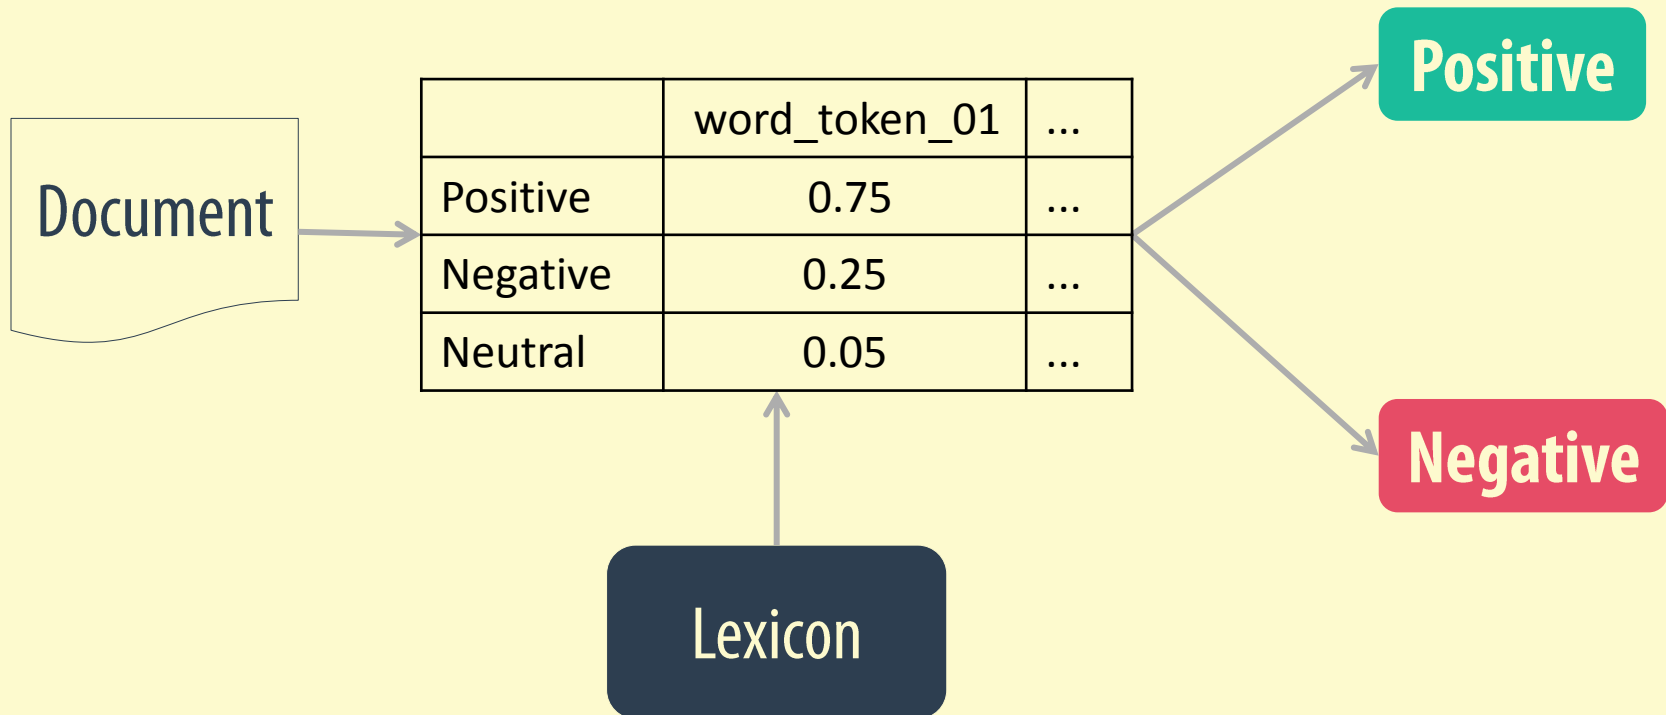 Document
word_token_01 ...
Positive 0.75 ...
Negative 0.25 ...
Neutral 0.05 ...
Lexicon
Positive
Negative